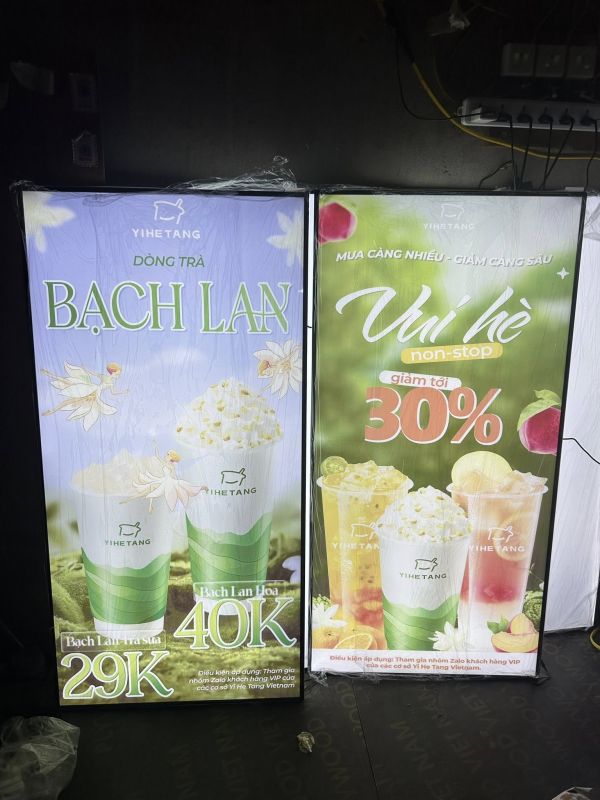 YIHETANG
DÒNG TRÀ
BẠCH LAN
YIHETANG
YIHETANG
Bạch Lan Hoa
40K
Bạch Lan Trà sữa
29K
Điều kiện áp dụng: Tham gia
nhóm Zalo khách hàng VIP của
các cơ sở Yi He Tang Vietnam
YIHETANG
MUA CÀNG NHIỀU - GIẢM CÀNG SÂU
Vui hè
non-stop
giảm tới
30%
YIHETANG
YIHETANG
YIHETANG
Điều kiện áp dụng: Tham gia nhóm Zalo khách hàng VIP
của các cơ sở Yi He Tang Vietnam.
VIET NAM
WOOD